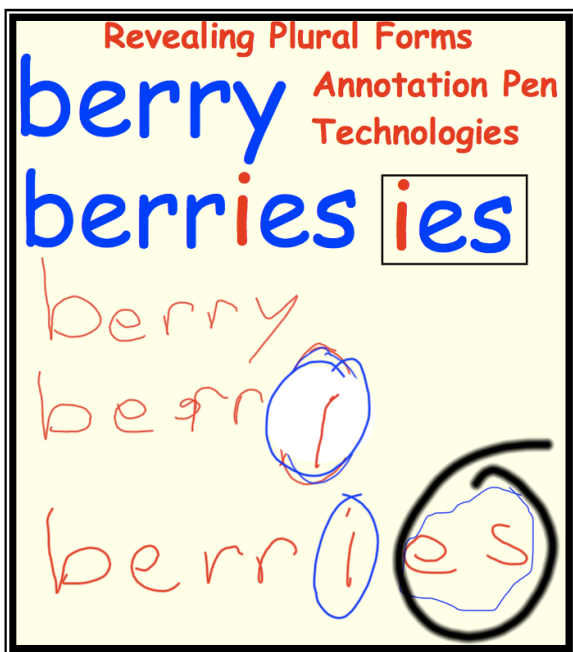 Revealing Plural Forms
berry
Annotation Pen
Technologies
berries
ies
berry
berri
berries